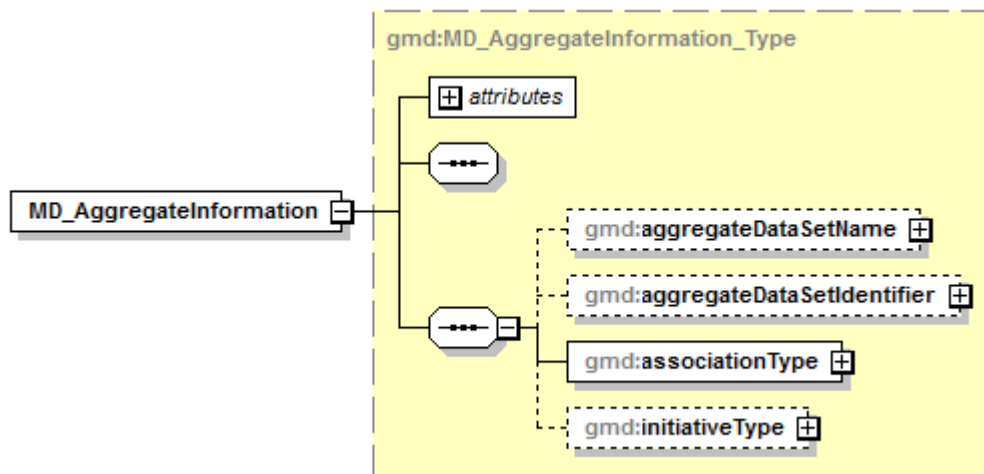 gmd:MD_AggregateInformation_Type
attributes
MD_AggregateInformation
gmd:aggregateDataSetName
gmd:aggregateDataSetIdentifier
gmd:associationType
gmd:initiativeType